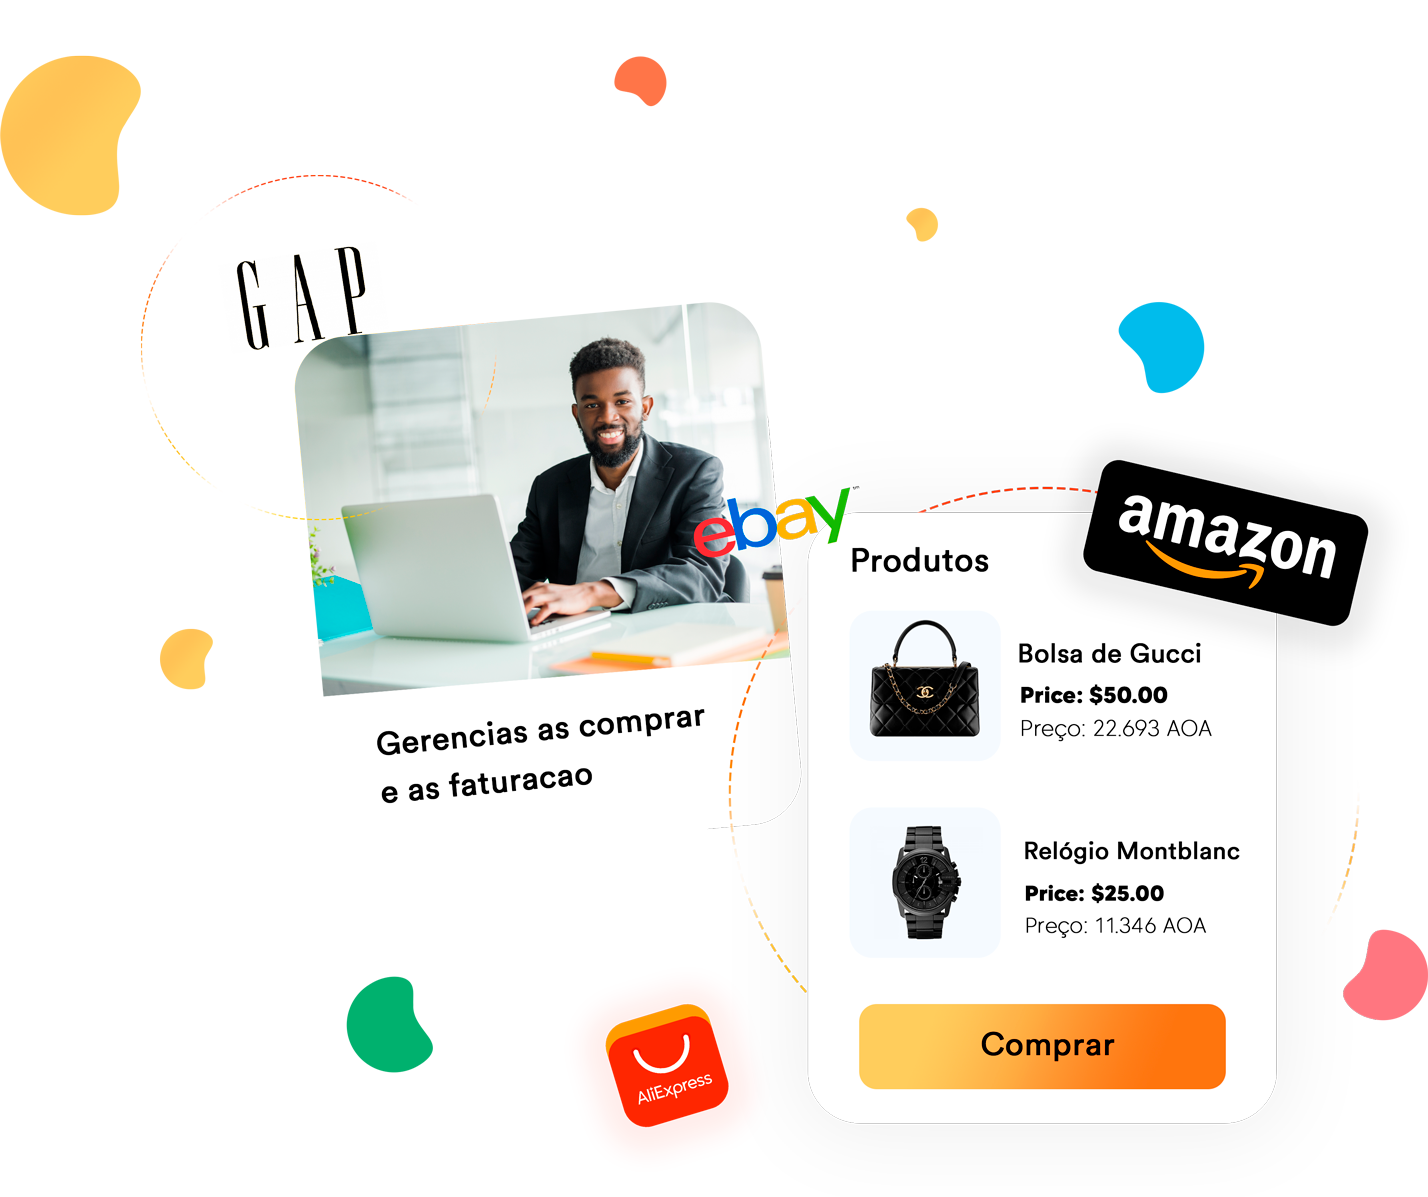 GAP
ebay™
amazon
Produtos
Bolsa de Gucci
Price: $50.00
Preço: 22.693 AOA
Gerencias as comprar
e as faturacao
Relógio Montblanc
Price: $25.00
Preço: 11.346 AOA
Comprar
AliExpress